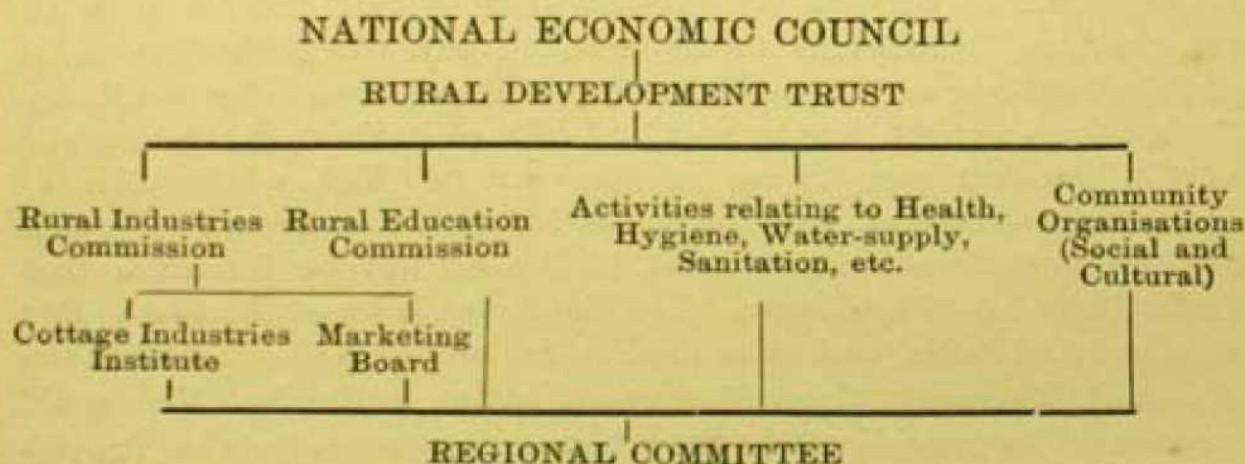 NATIONAL ECONOMIC COUNCIL
RURAL DEVELOPMENT TRUST
Rural Industries
Commission
Rural Education
Commission
Activities relating to Health,
Hygiene, Water-supply,
Sanitation, etc.
Community
Organisations
(Social and
Cultural)
Cottage Industries
Institute
Marketing
Board
REGIONAL COMMITTEE